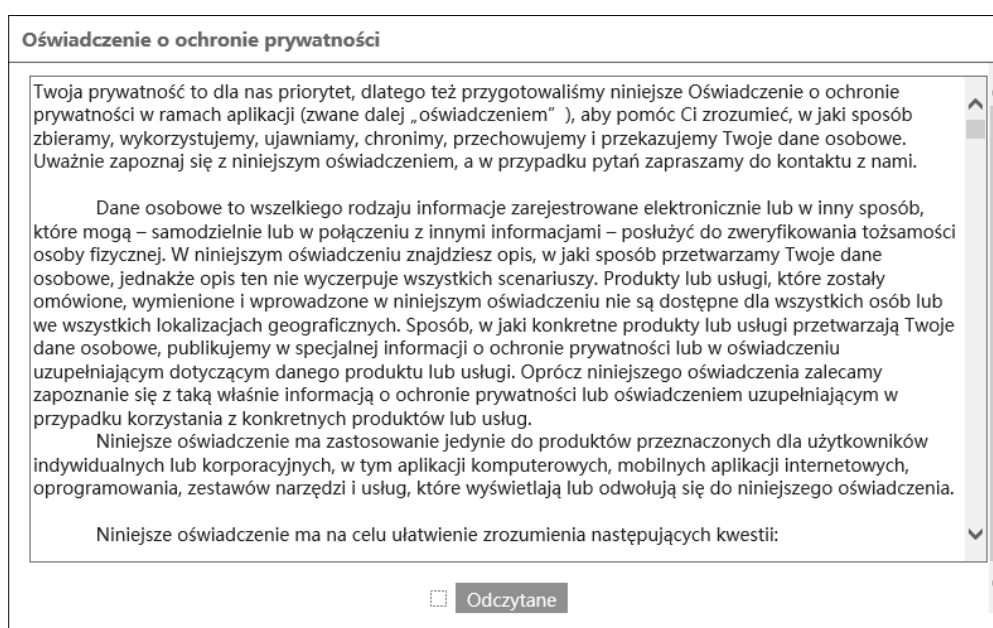 Oświadczenie o ochronie prywatności
Twoja prywatność to dla nas priorytet, dlatego też przygotowaliśmy niniejsze Oświadczenie o ochronie
prywatności w ramach aplikacji (zwane dalej „oświadczeniem” ), aby pomóc Ci zrozumieć, w jaki sposób
zbieramy, wykorzystujemy, ujawniamy, chronimy, przechowujemy i przekazujemy Twoje dane osobowe.
Uważnie zapoznaj się z niniejszym oświadczeniem, a w przypadku pytań zapraszamy do kontaktu z nami.
Dane osobowe to wszelkiego rodzaju informacje zarejestrowane elektronicznie lub w inny sposób,
które mogą – samodzielnie lub w połączeniu z innymi informacjami – posłużyć do zweryfikowania tożsamości
osoby fizycznej. W niniejszym oświadczeniu znajdziesz opis, w jaki sposób przetwarzamy Twoje dane
osobowe, jednakże opis ten nie wyczerpuje wszystkich scenariuszy. Produkty lub usługi, które zostały
omówione, wymienione i wprowadzone w niniejszym oświadczeniu nie są dostępne dla wszystkich osób lub
we wszystkich lokalizacjach geograficznych. Sposób, w jaki konkretne produkty lub usługi przetwarzają Twoje
dane osobowe, publikujemy w specjalnej informacji o ochronie prywatności lub w oświadczeniu
uzupełniającym dotyczącym danego produktu lub usługi. Oprócz niniejszego oświadczenia zalecamy
zapoznanie się z taką właśnie informacją o ochronie prywatności lub oświadczeniem uzupełniającym w
przypadku korzystania z konkretnych produktów lub usług.
Niniejsze oświadczenie ma zastosowanie jedynie do produktów przeznaczonych dla użytkowników
indywidualnych lub korporacyjnych, w tym aplikacji komputerowych, mobilnych aplikacji internetowych,
oprogramowania, zestawów narzędzi i usług, które wyświetlają lub odwołują się do niniejszego oświadczenia.
Niniejsze oświadczenie ma na celu ułatwienie zrozumienia następujących kwestii:
Odczytane